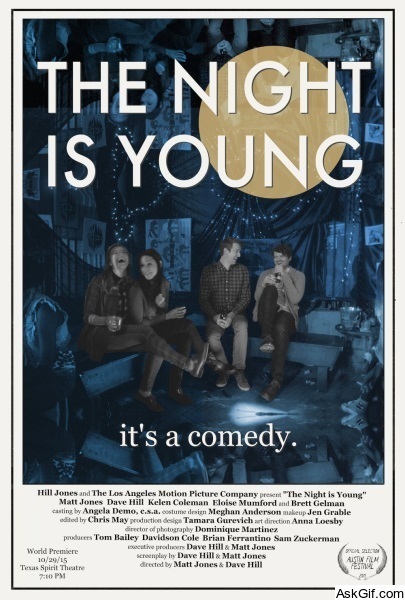 THE NIGHT
IS YOUNG
it's a comedy.
Hill Jones and The Los Angeles Motion Picture Company present "The Night is Young"
Matt Jones Dave Hill Kelen Coleman Eloise Mumford and Brett Gelman
casting by Angela Demo, c.s.a. costume design Meghan Anderson makeup Jen Grable
edited by Chris May production design Tamara Gurevich art direction Anna Loesby
director of photography Dominique Martinez
producers Tom Bailey Davidson Cole Brian Ferrantino Sam Zuckerman
executive producers Dave Hill & Matt Jones
screenplay by Dave Hill & Matt Jones
directed by Matt Jones & Dave Hill
World Premiere
10/29/15
Texas Spirit Theatre
7:10 PM
OFFICIAL SELECTION
AUSTIN FILM
FESTIVAL
2015
AskGif.com